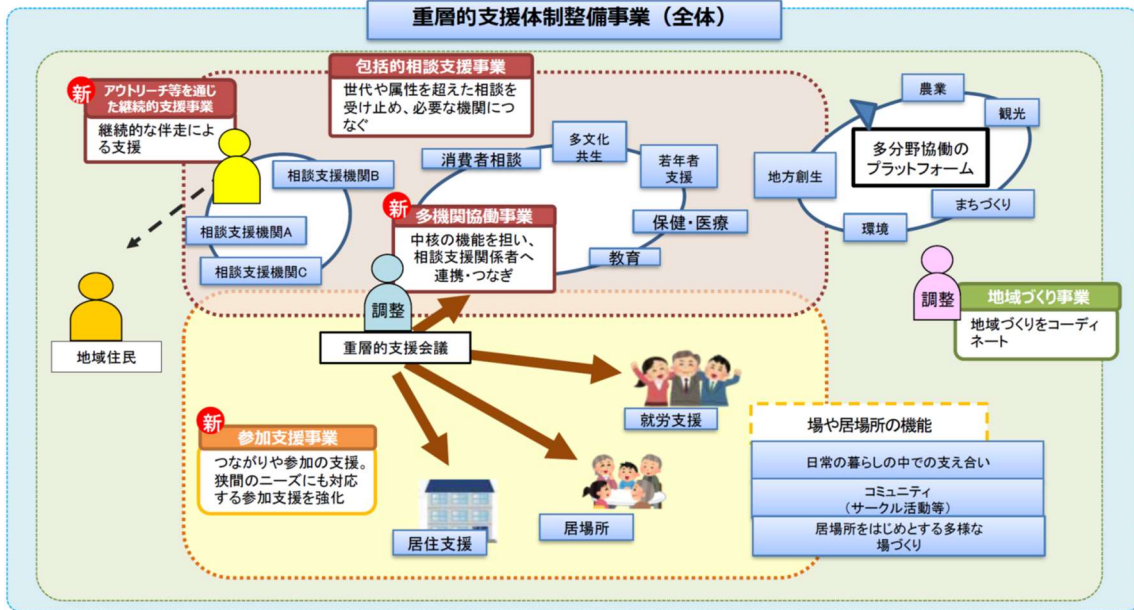 重層的支援体制整備事業（全体）
新
アウトリーチ等を通じ
た継続的支援事業
継続的な伴走によ
る支援
包括的相談支援事業
世代や属性を超えた相談を
受け止め、必要な機関につ
なぐ
相談支援機関B
相談支援機関A
相談支援機関C
消費者相談
多文化
共生
若年者
支援
保健・医療
教育
新
多機関協働事業
中核の機能を担い、
相談支援関係者へ
連携・つなぎ
農業
観光
多分野協働の
プラットフォーム
地方創生
まちづくり
環境
調整
地域づくり事業
地域づくりをコーディ
ネート
地域住民
調整
重層的支援会議
新
参加支援事業
つながりや参加の支援。
狭間のニーズにも対応
する参加支援を強化
就労支援
居場所
居住支援
場や居場所の機能
日常の暮らしの中での支え合い
コミュニティ
（サークル活動等）
居場所をはじめとする多様な
場づくり